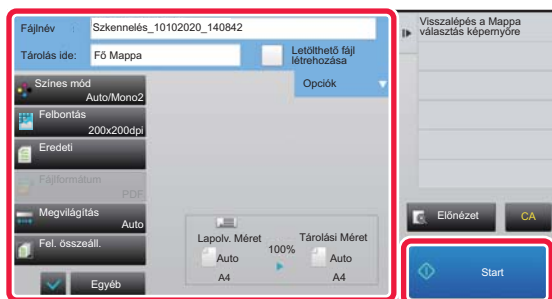 Fájlnév : Szkennelés_10102020_140842
Tárolás ide: Fő Mappa
Letölthető fájl
létrehozása
Opciók
Színes mód
Auto/Mono2
Felbontás
200x200dpi
Eredeti
Fájlformátum
PDF
Megvilágítás
Auto
Fel. összeáll.
Egyéb
Lapolv. Méret
Auto
A4
100%
Tárolási Méret
Auto
A4
Visszalépés a Mappa
választás képernyőre
Előnézet
CA
Start